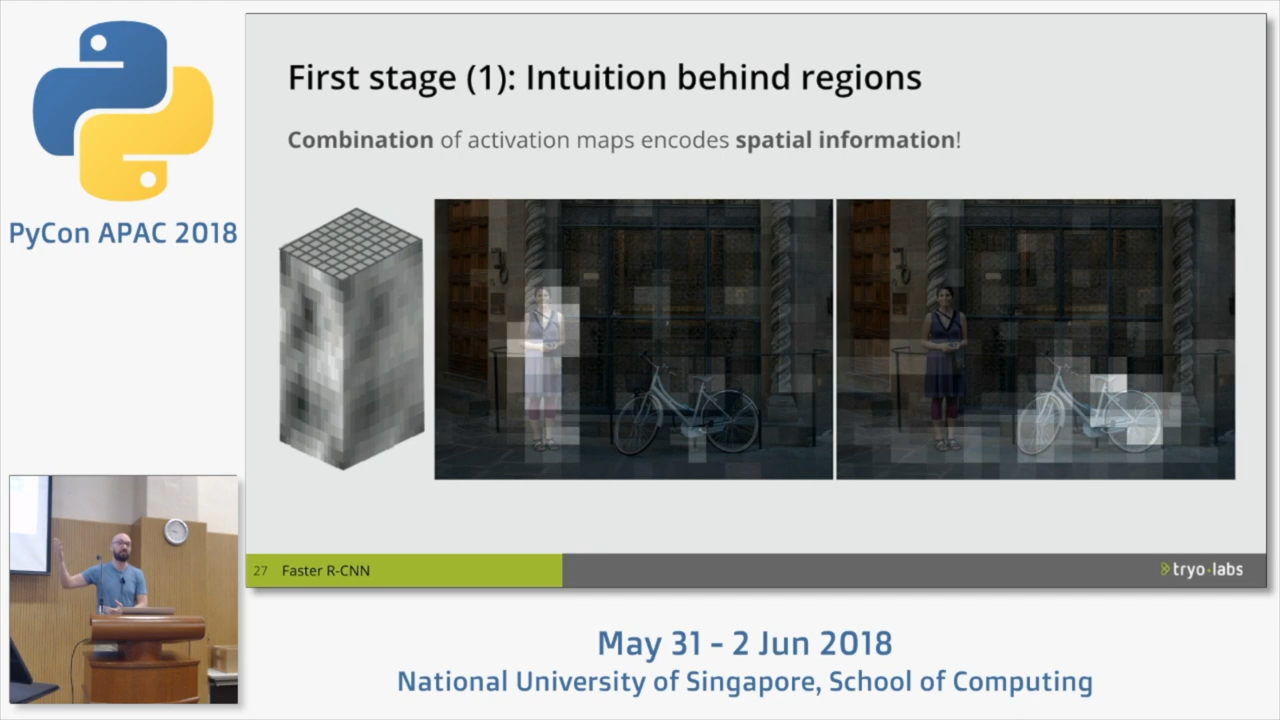 First stage (1): Intuition behind regions
Combination of activation maps encodes spatial information!
PyCon APAC 2018
27 Faster R-CNN
tryo·labs
May 31 - 2 Jun 2018
National University of Singapore, School of Computing